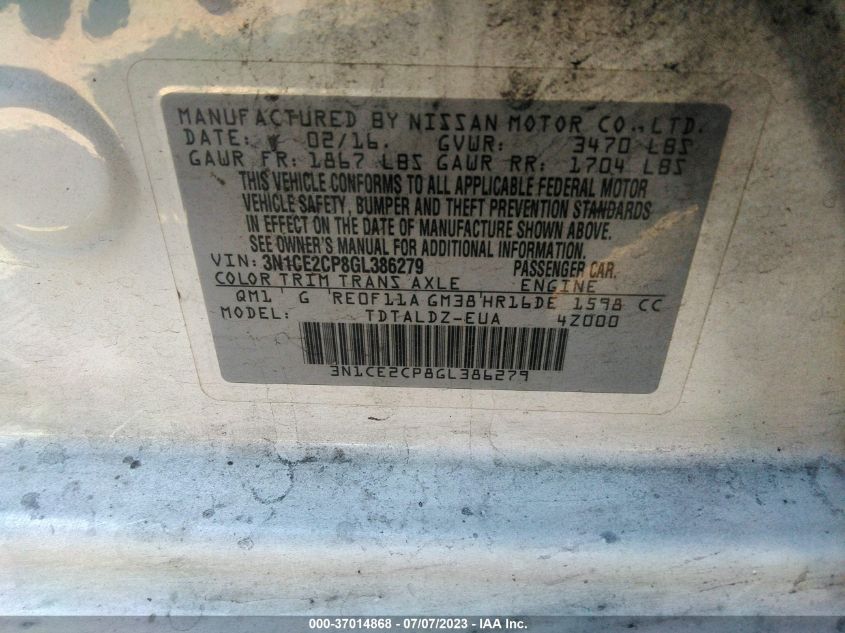 MANUFACTURED BY NISSAN MOTOR CO.,LTD.
DATE: 02/16. GVWR: 3470 LBS
GAWR FR: 1867 LBS GAWR RR: 1704 LBS
THIS VEHICLE CONFORMS TO ALL APPLICABLE FEDERAL MOTOR
VEHICLE SAFETY, BUMPER AND THEFT PREVENTION STANDARDS
IN EFFECT ON THE DATE OF MANUFACTURE SHOWN ABOVE.
SEE OWNER'S MANUAL FOR ADDITIONAL INFORMATION.
VIN: 3N1CE2CP8GL386279 PASSENGER CAR.
COLOR TRIM TRANS AXLE ENGINE
QM1 G RE0F11A GM38 HR16DE 1598 CC
MODEL: TDTALDZ-EUA 4Z000
3N1CE2CP8GL386279
000-37014868 - 07/07/2023 - IAA Inc.